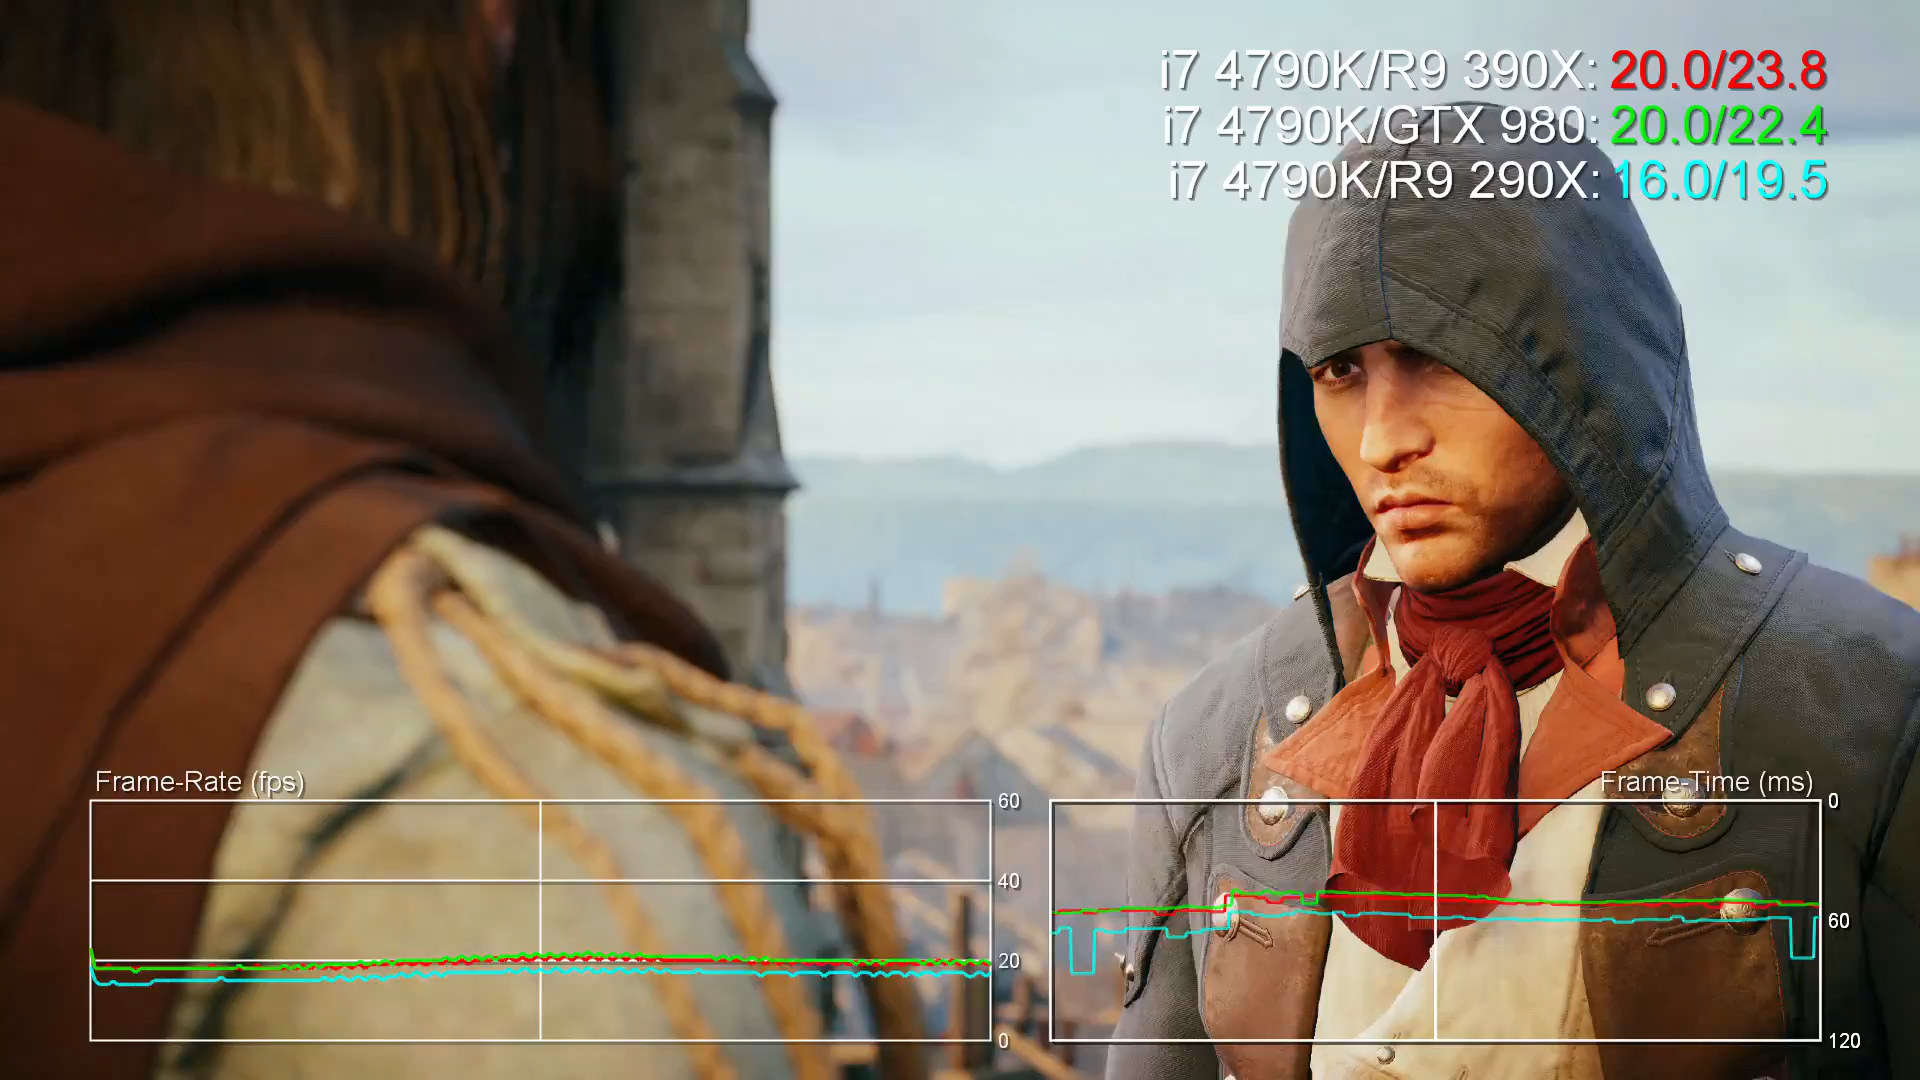 i7 4790K/R9 390X: 20.0/23.8
i7 4790K/GTX 980: 20.0/22.4
i7 4790K/R9 290X: 16.0/19.5
Frame-Rate (fps)
60
40
20
0
Frame-Time (ms)
0
60
120